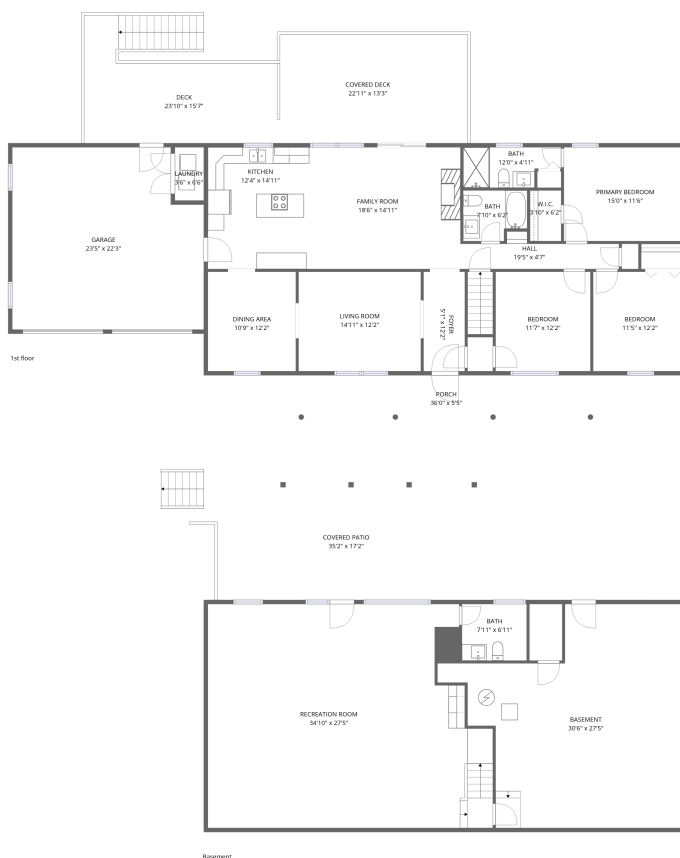 COVERED DECK
22'11" x 13'3"
DECK
23'10" x 15'7"
BATH
12'0" x 4'11"
KITCHEN
12'4" x 14'11"
LAUNDRY
3'6" x 6'6"
PRIMARY BEDROOM
15'0" x 11'6"
FAMILY ROOM
18'6" x 14'11"
BATH
7'10" x 6'2"
W.I.C.
3'10" x 6'2"
GARAGE
23'5" x 22'3"
HALL
19'5" x 4'7"
DINING AREA
10'9" x 12'2"
LIVING ROOM
14'11" x 12'2"
FOYER
5'1" x 12'2"
BEDROOM
11'7" x 12'2"
BEDROOM
11'5" x 12'2"
1st floor
PORCH
36'0" x 5'5"
COVERED PATIO
35'2" x 17'2"
BATH
7'11" x 6'11"
RECREATION ROOM
34'10" x 27'5"
BASEMENT
30'6" x 27'5"
Basement